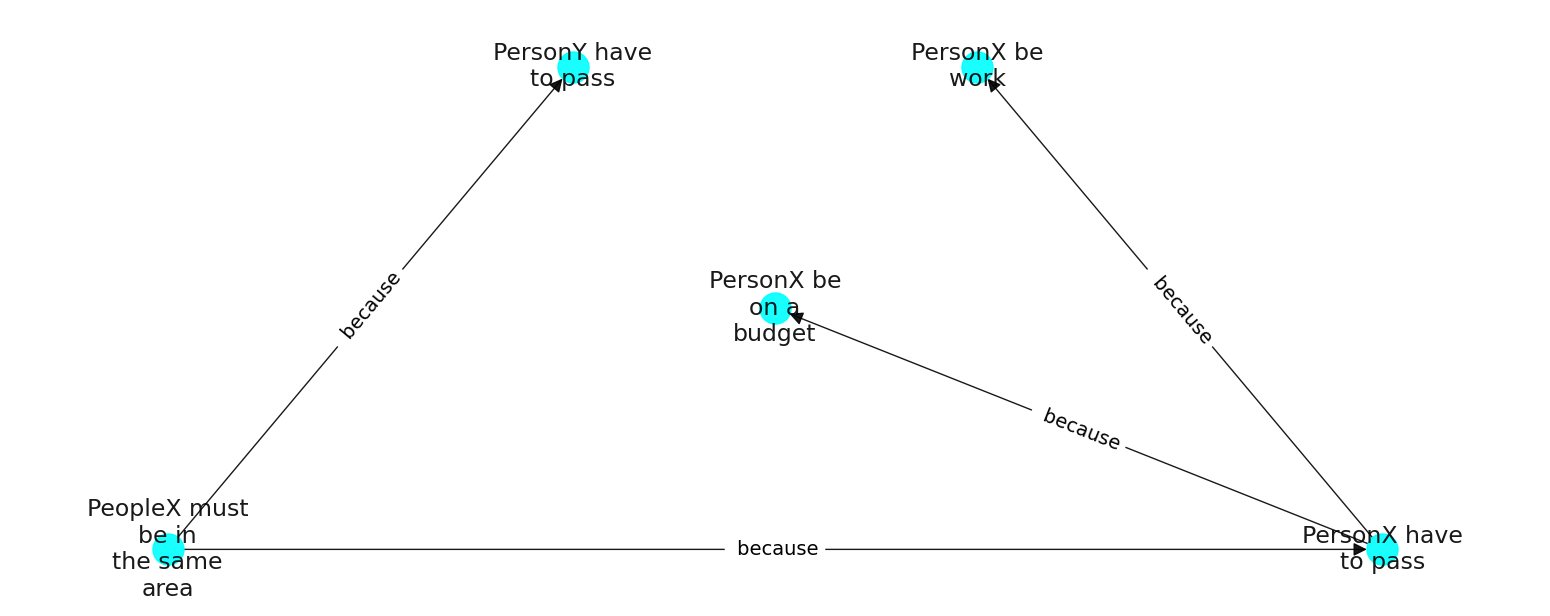 PersonY have
to pass
PersonX be
work
PersonX be
on a
budget
because
because
because
PeopleX must
be in
the same
area
because
PersonX have
to pass